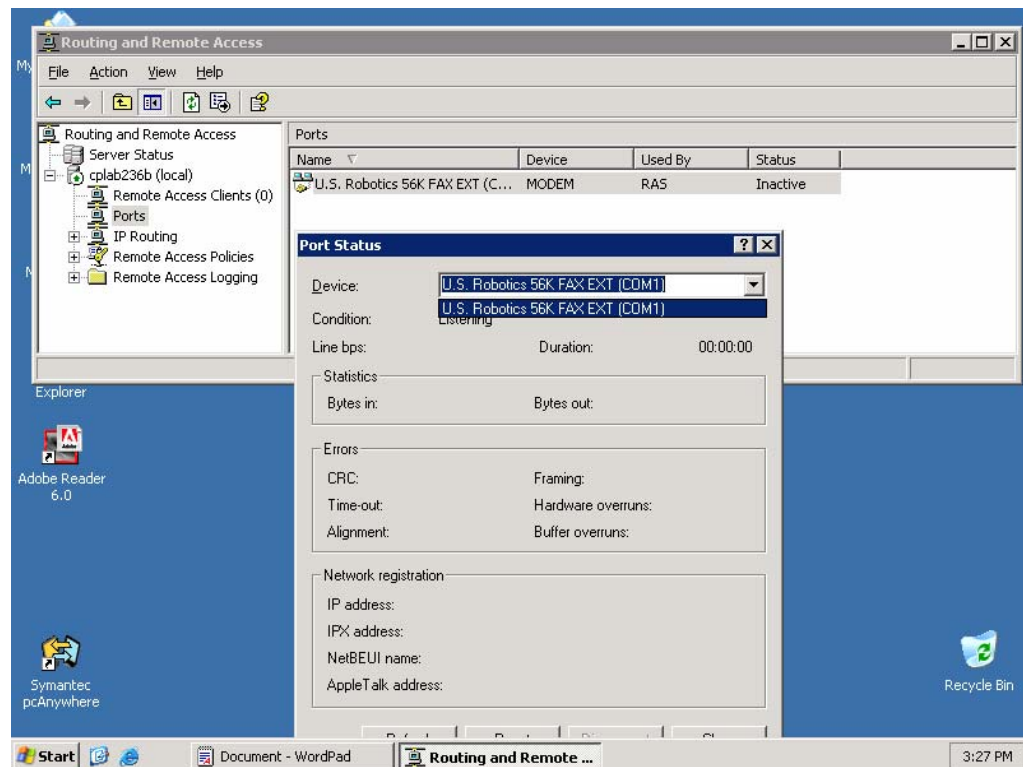 Routing and Remote Access
My
File Action View Help
Routing and Remote Access
Server Status
cplab236b (local)
Remote Access Clients (0)
Ports
IP Routing
Remote Access Policies
Remote Access Logging
Ports
Name Device Used By Status
U.S. Robotics 56K FAX EXT (C... MODEM RAS Inactive
Port Status
Device: U.S. Robotics 56K FAX EXT (COM1)
U.S. Robotics 56K FAX EXT (COM1)
Condition: Listening
Line bps: Duration: 00:00:00
Statistics
Bytes in: Bytes out:
Errors
CRC: Framing:
Time-out: Hardware overruns:
Alignment: Buffer overruns:
Network registration
IP address:
IPX address:
NetBEUI name:
AppleTalk address:
Explorer
Adobe Reader
6.0
Symantec
pcAnywhere
Recycle Bin
Start Document - WordPad Routing and Remote ... 3:27 PM